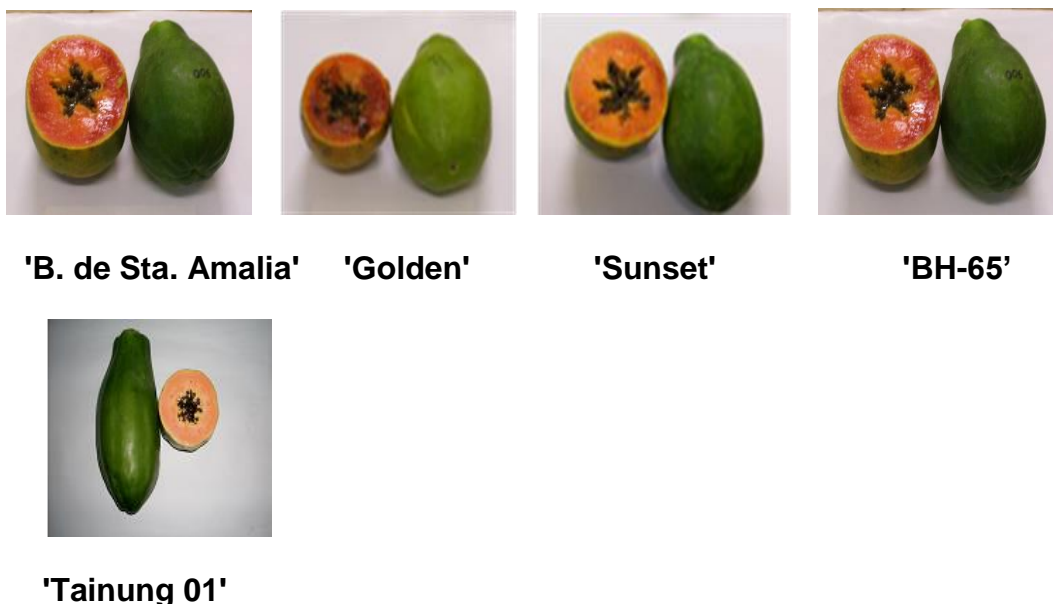 'B. de Sta. Amalia' 'Golden' 'Sunset' 'BH-65’
'Tainung 01'